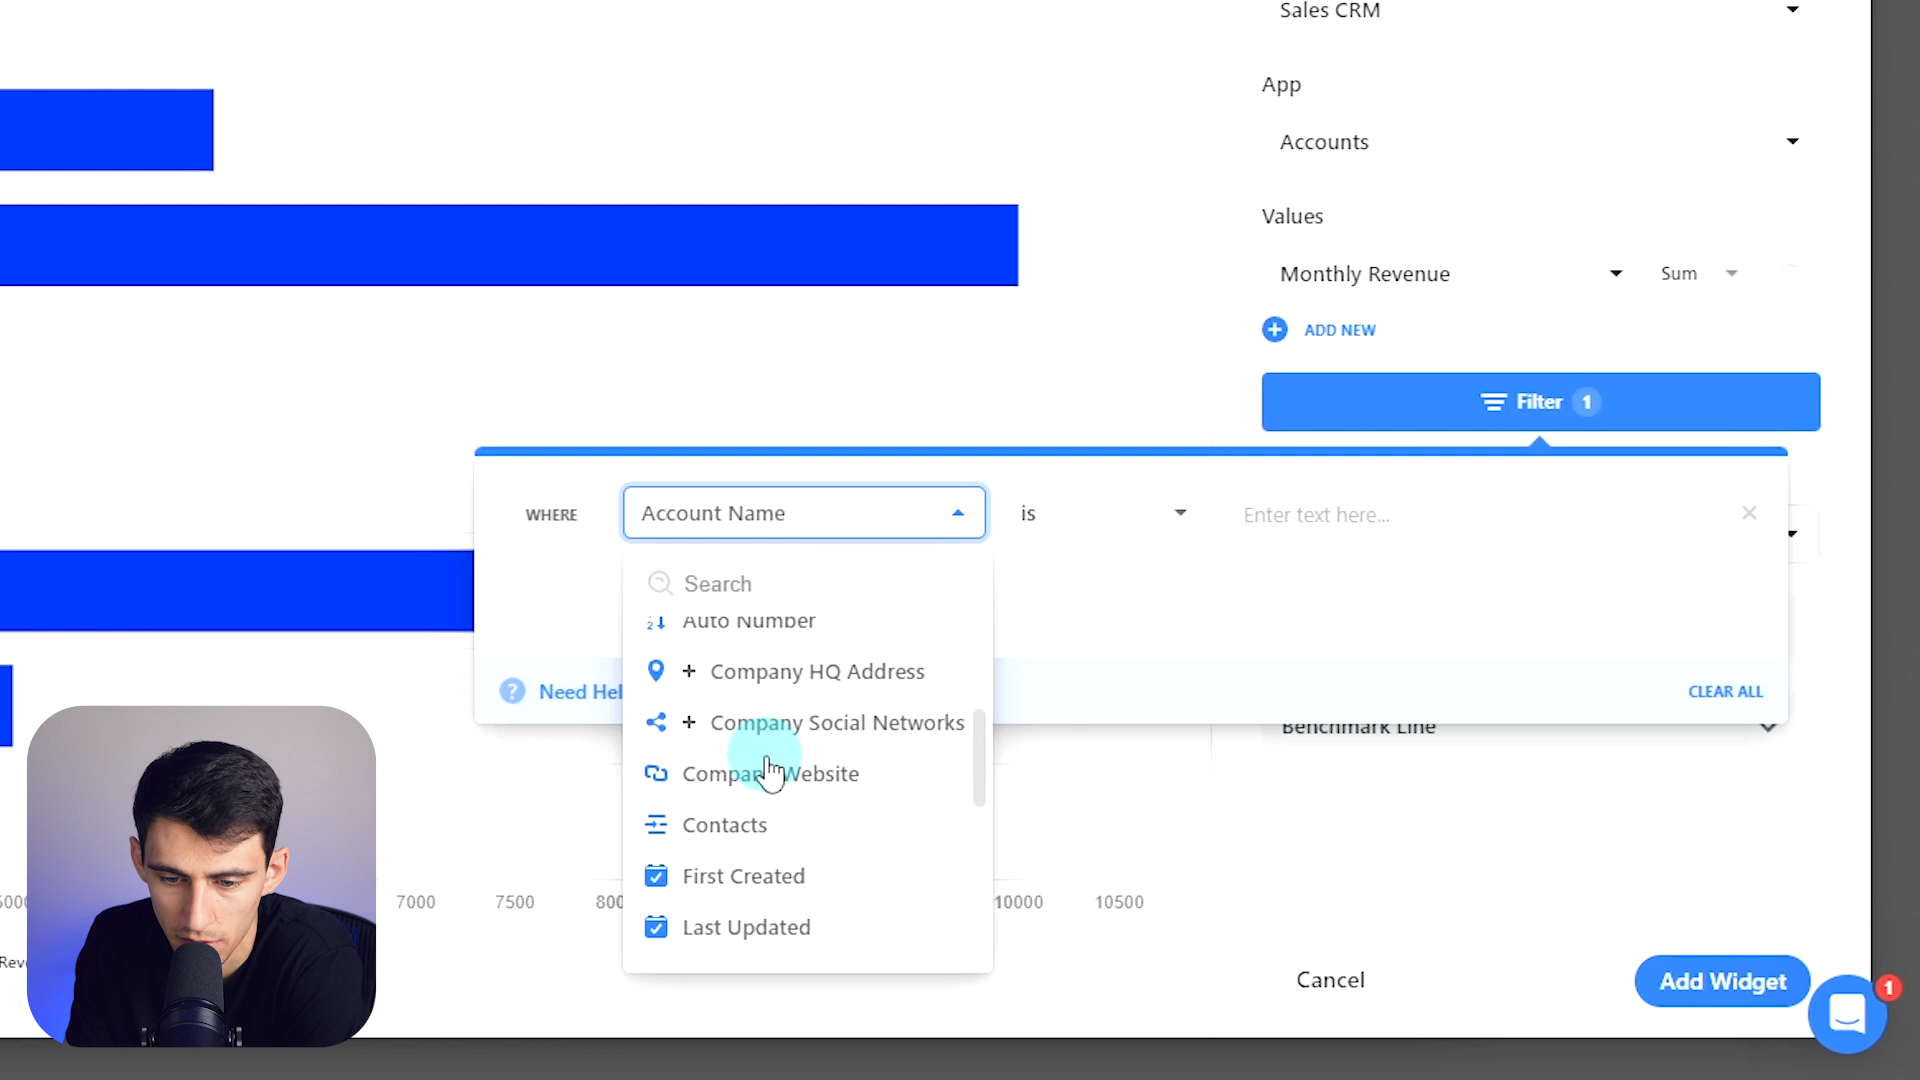 Sales CRM
App
Accounts
Values
Monthly Revenue Sum
ADD NEW
Filter 1
WHERE Account Name is Enter text here...
Search
Auto Number
+ Company HQ Address
Need Hel CLEAR ALL
+ Company Social Networks
Benchmark Line
Company Website
Contacts
First Created
7000 7500 10000 10500
Last Updated
Cancel Add Widget
1